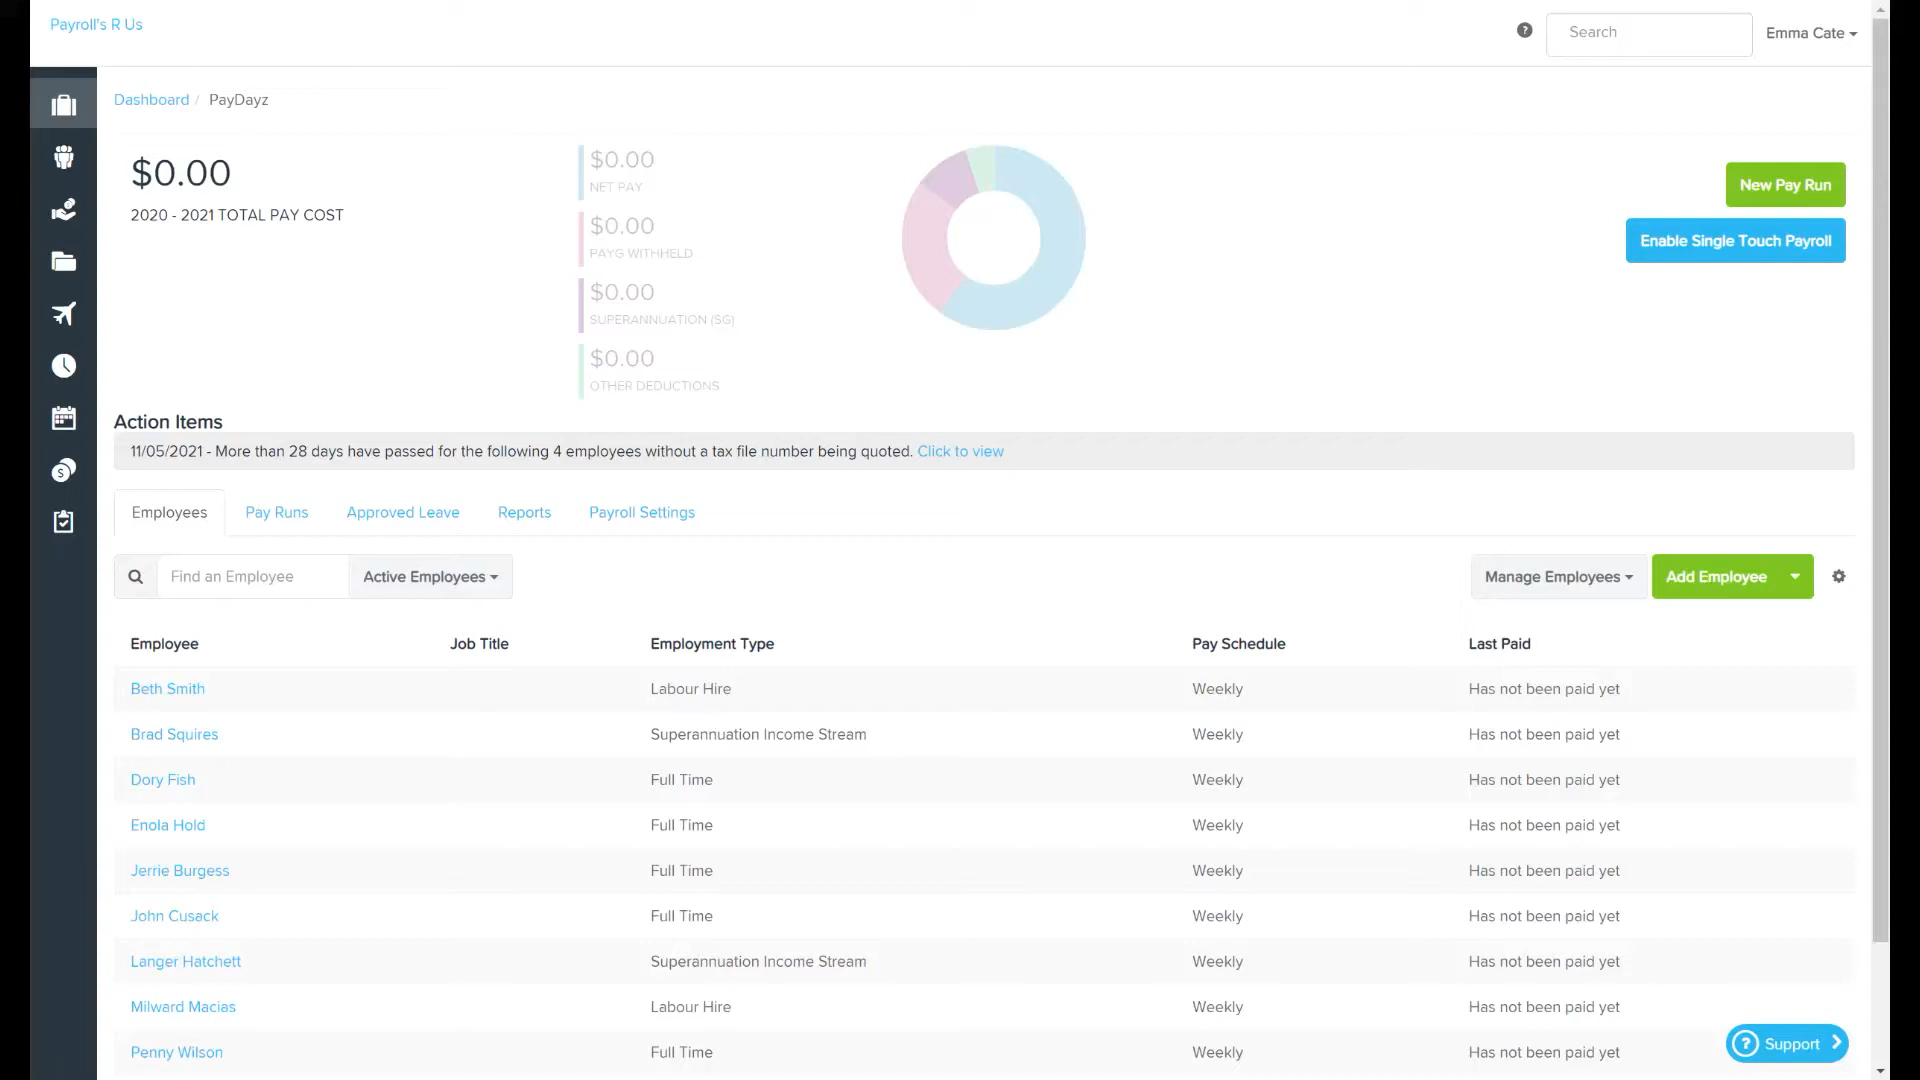 Payroll's R Us
?
Search
Emma Cate
Dashboard / PayDayz
$0.00
2020 - 2021 TOTAL PAY COST
$0.00
NET PAY
$0.00
PAYG WITHHELD
$0.00
SUPERANNUATION (SG)
$0.00
OTHER DEDUCTIONS
New Pay Run
Enable Single Touch Payroll
Action Items
11/05/2021 - More than 28 days have passed for the following 4 employees without a tax file number being quoted. Click to view
Employees Pay Runs Approved Leave Reports Payroll Settings
Find an Employee Active Employees Manage Employees Add Employee
Employee Job Title Employment Type Pay Schedule Last Paid
Beth Smith Labour Hire Weekly Has not been paid yet
Brad Squires Superannuation Income Stream Weekly Has not been paid yet
Dory Fish Full Time Weekly Has not been paid yet
Enola Hold Full Time Weekly Has not been paid yet
Jerrie Burgess Full Time Weekly Has not been paid yet
John Cusack Full Time Weekly Has not been paid yet
Langer Hatchett Superannuation Income Stream Weekly Has not been paid yet
Milward Macias Labour Hire Weekly Has not been paid yet
Penny Wilson Full Time Weekly Has not been paid yet
? Support